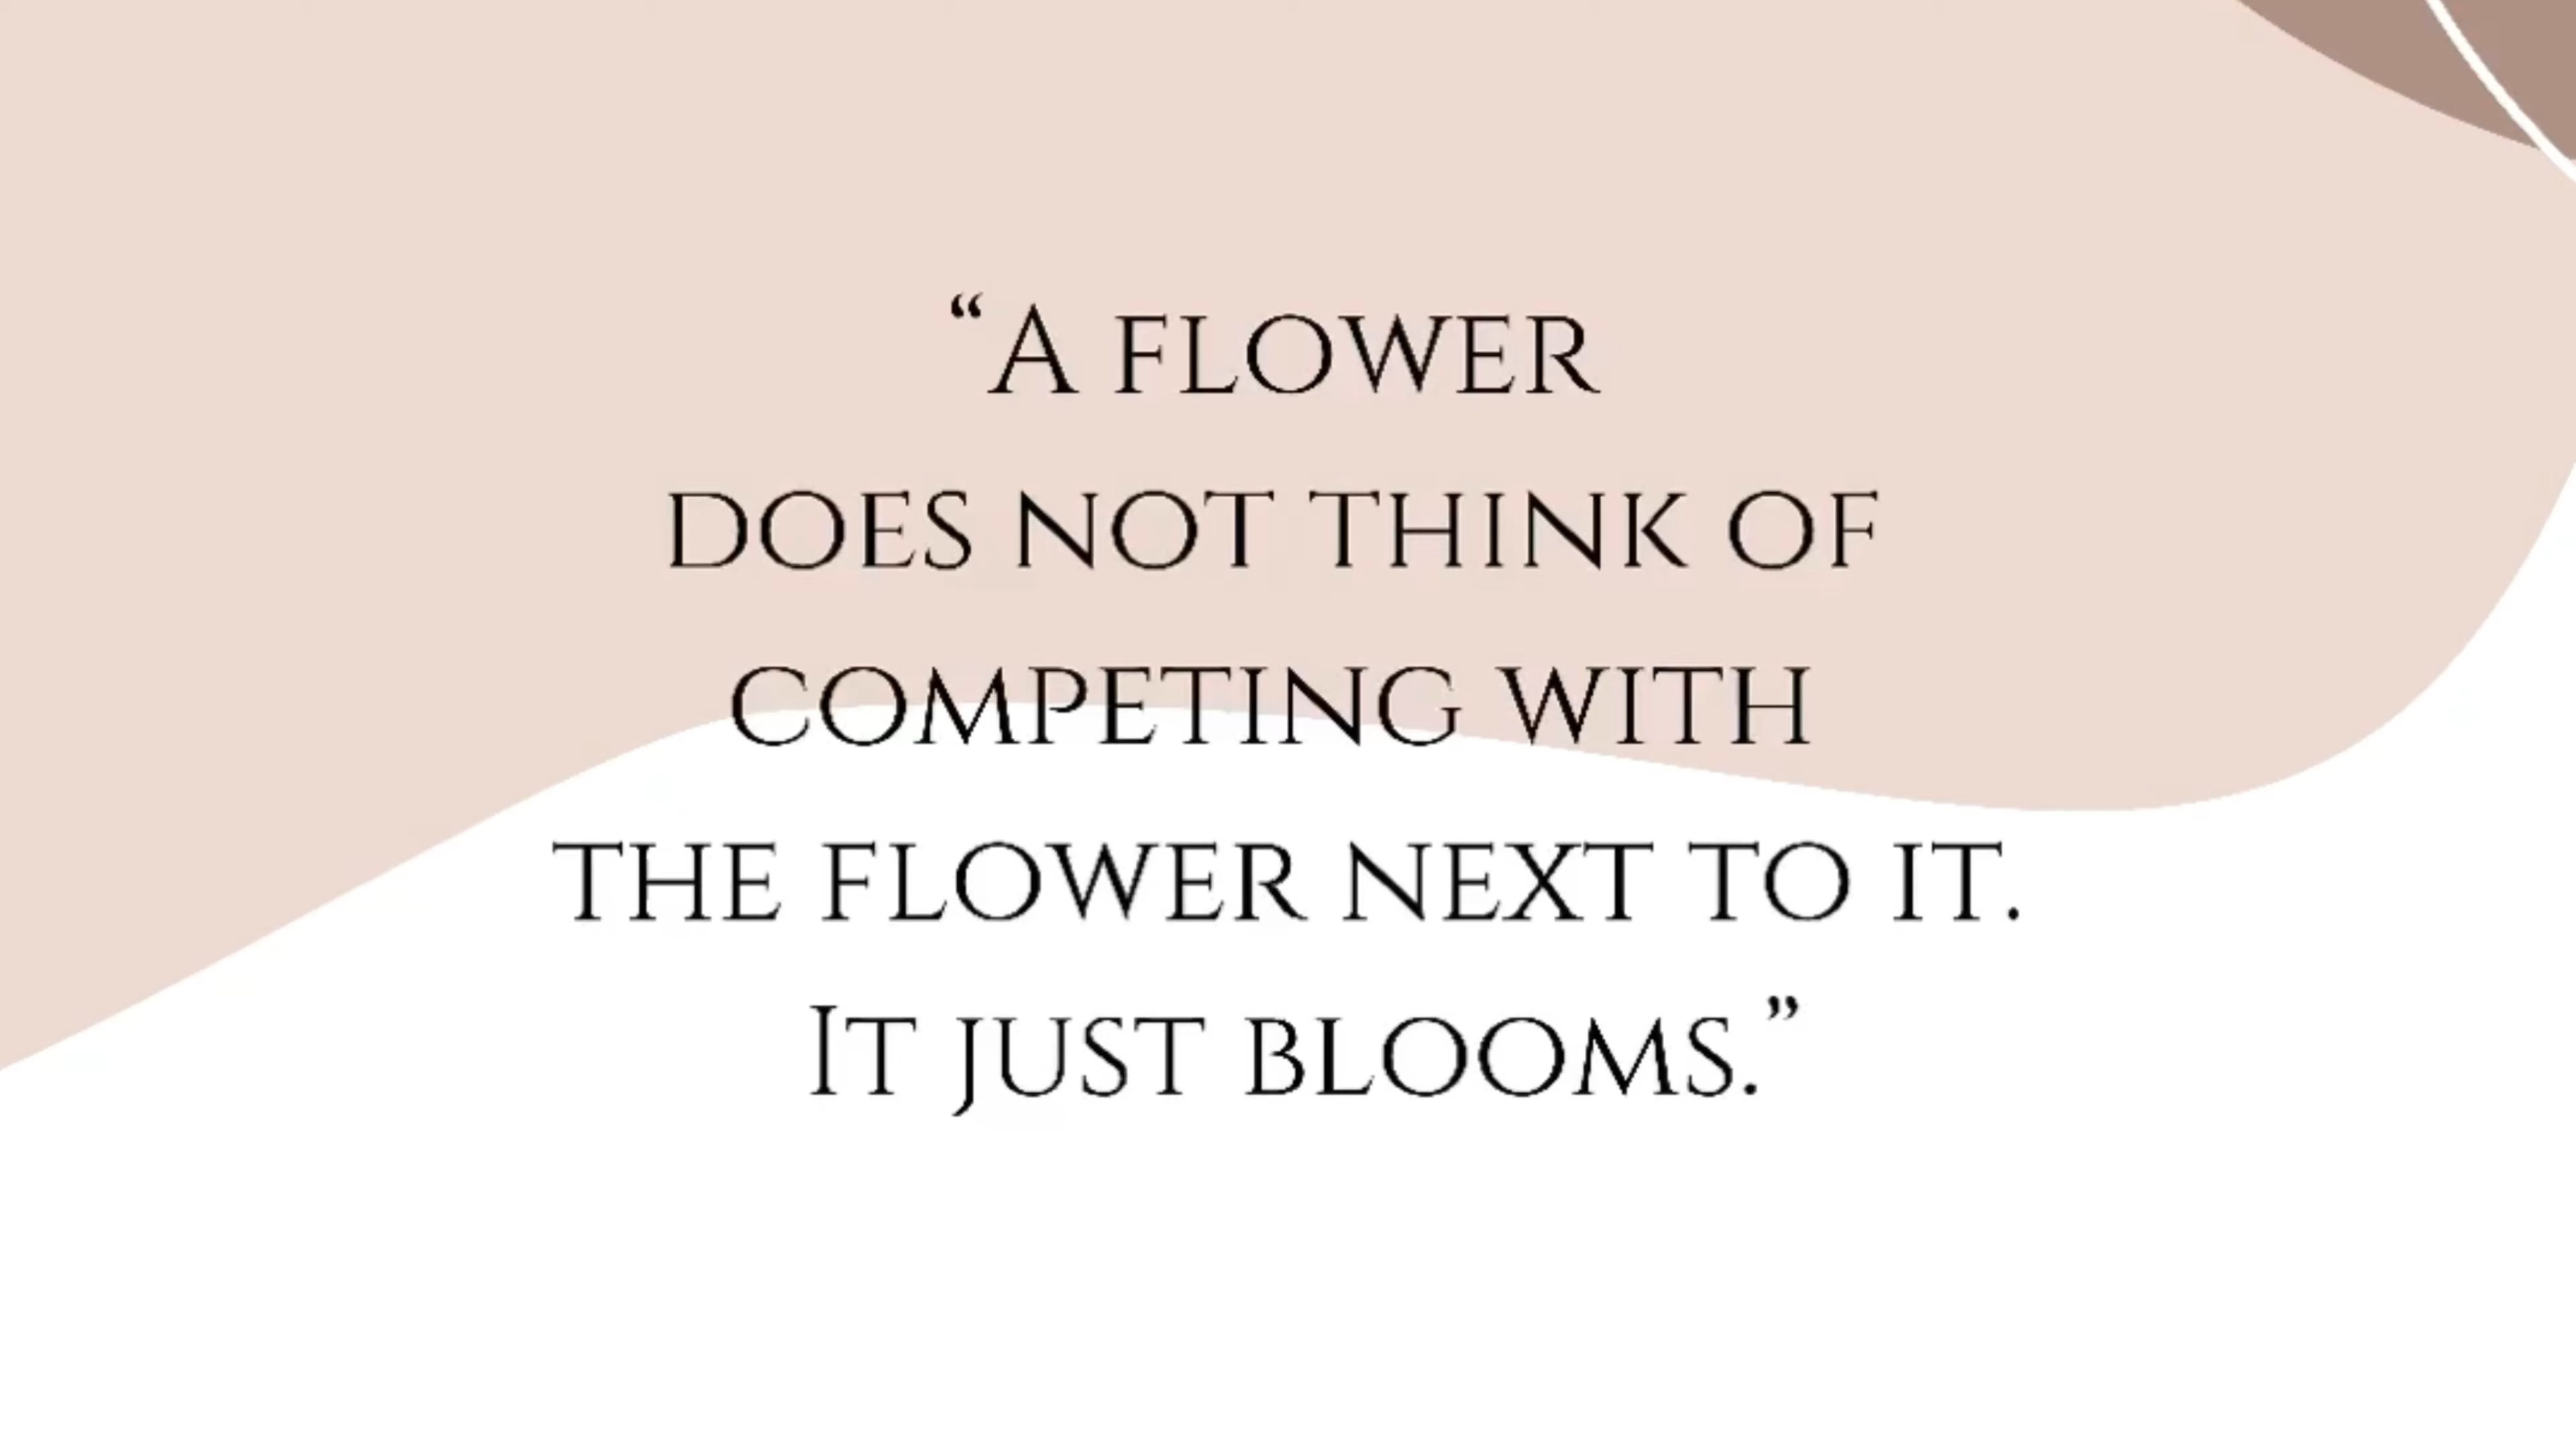 “A flower
does not think of
competing with
the flower next to it.
It just blooms.”